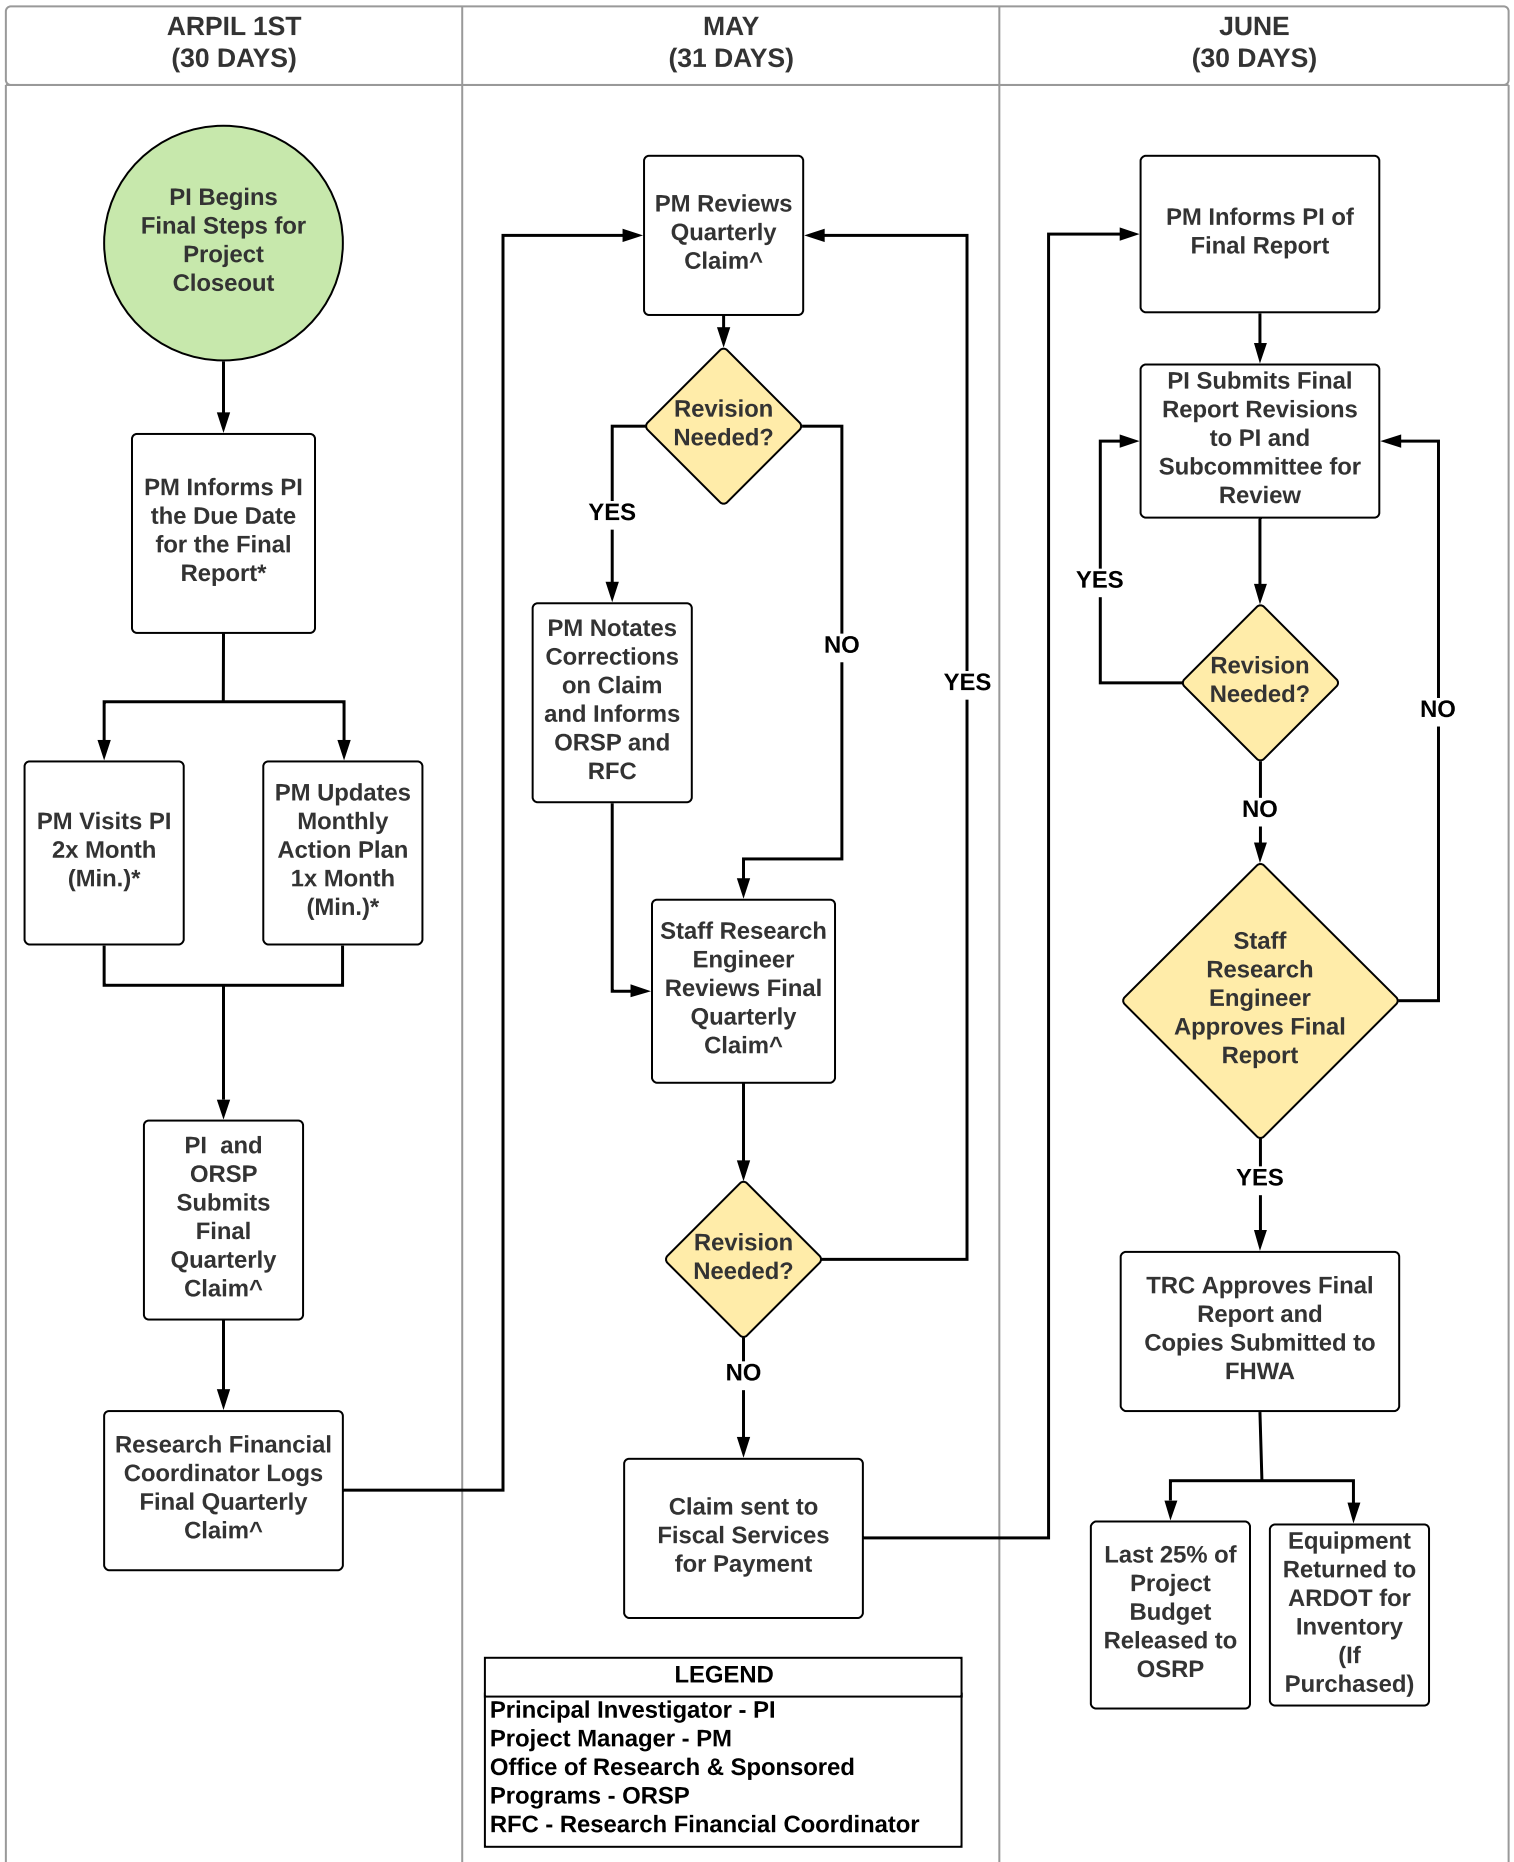 ARPIL 1ST
(30 DAYS)
MAY
(31 DAYS)
JUNE
(30 DAYS)
PI Begins
Final Steps for
Project
Closeout
PM Informs PI
the Due Date
for the Final
Report*
PM Visits PI
2x Month
(Min.)*
PM Updates
Monthly
Action Plan
1x Month
(Min.)*
PI  and
ORSP
Submits
Final
Quarterly
Claim^
Research Financial
Coordinator Logs
Final Quarterly
Claim^
PM Reviews
Quarterly
Claim^
Revision
Needed?
YES
NO
PM Notates
Corrections
on Claim
and Informs
ORSP and
RFC
YES
Staff Research
Engineer
Reviews Final
Quarterly
Claim^
Revision
Needed?
NO
Claim sent to
Fiscal Services
for Payment
LEGEND
Principal Investigator - PI
Project Manager - PM
Office of Research & Sponsored
Programs - ORSP
RFC - Research Financial Coordinator
PM Informs PI of
Final Report
PI Submits Final
Report Revisions
to PI and
Subcommittee for
Review
YES
Revision
Needed?
NO
NO
Staff
Research
Engineer
Approves Final
Report
YES
TRC Approves Final
Report and
Copies Submitted to
FHWA
Last 25% of
Project
Budget
Released to
OSRP
Equipment
Returned to
ARDOT for
Inventory
(If
Purchased)